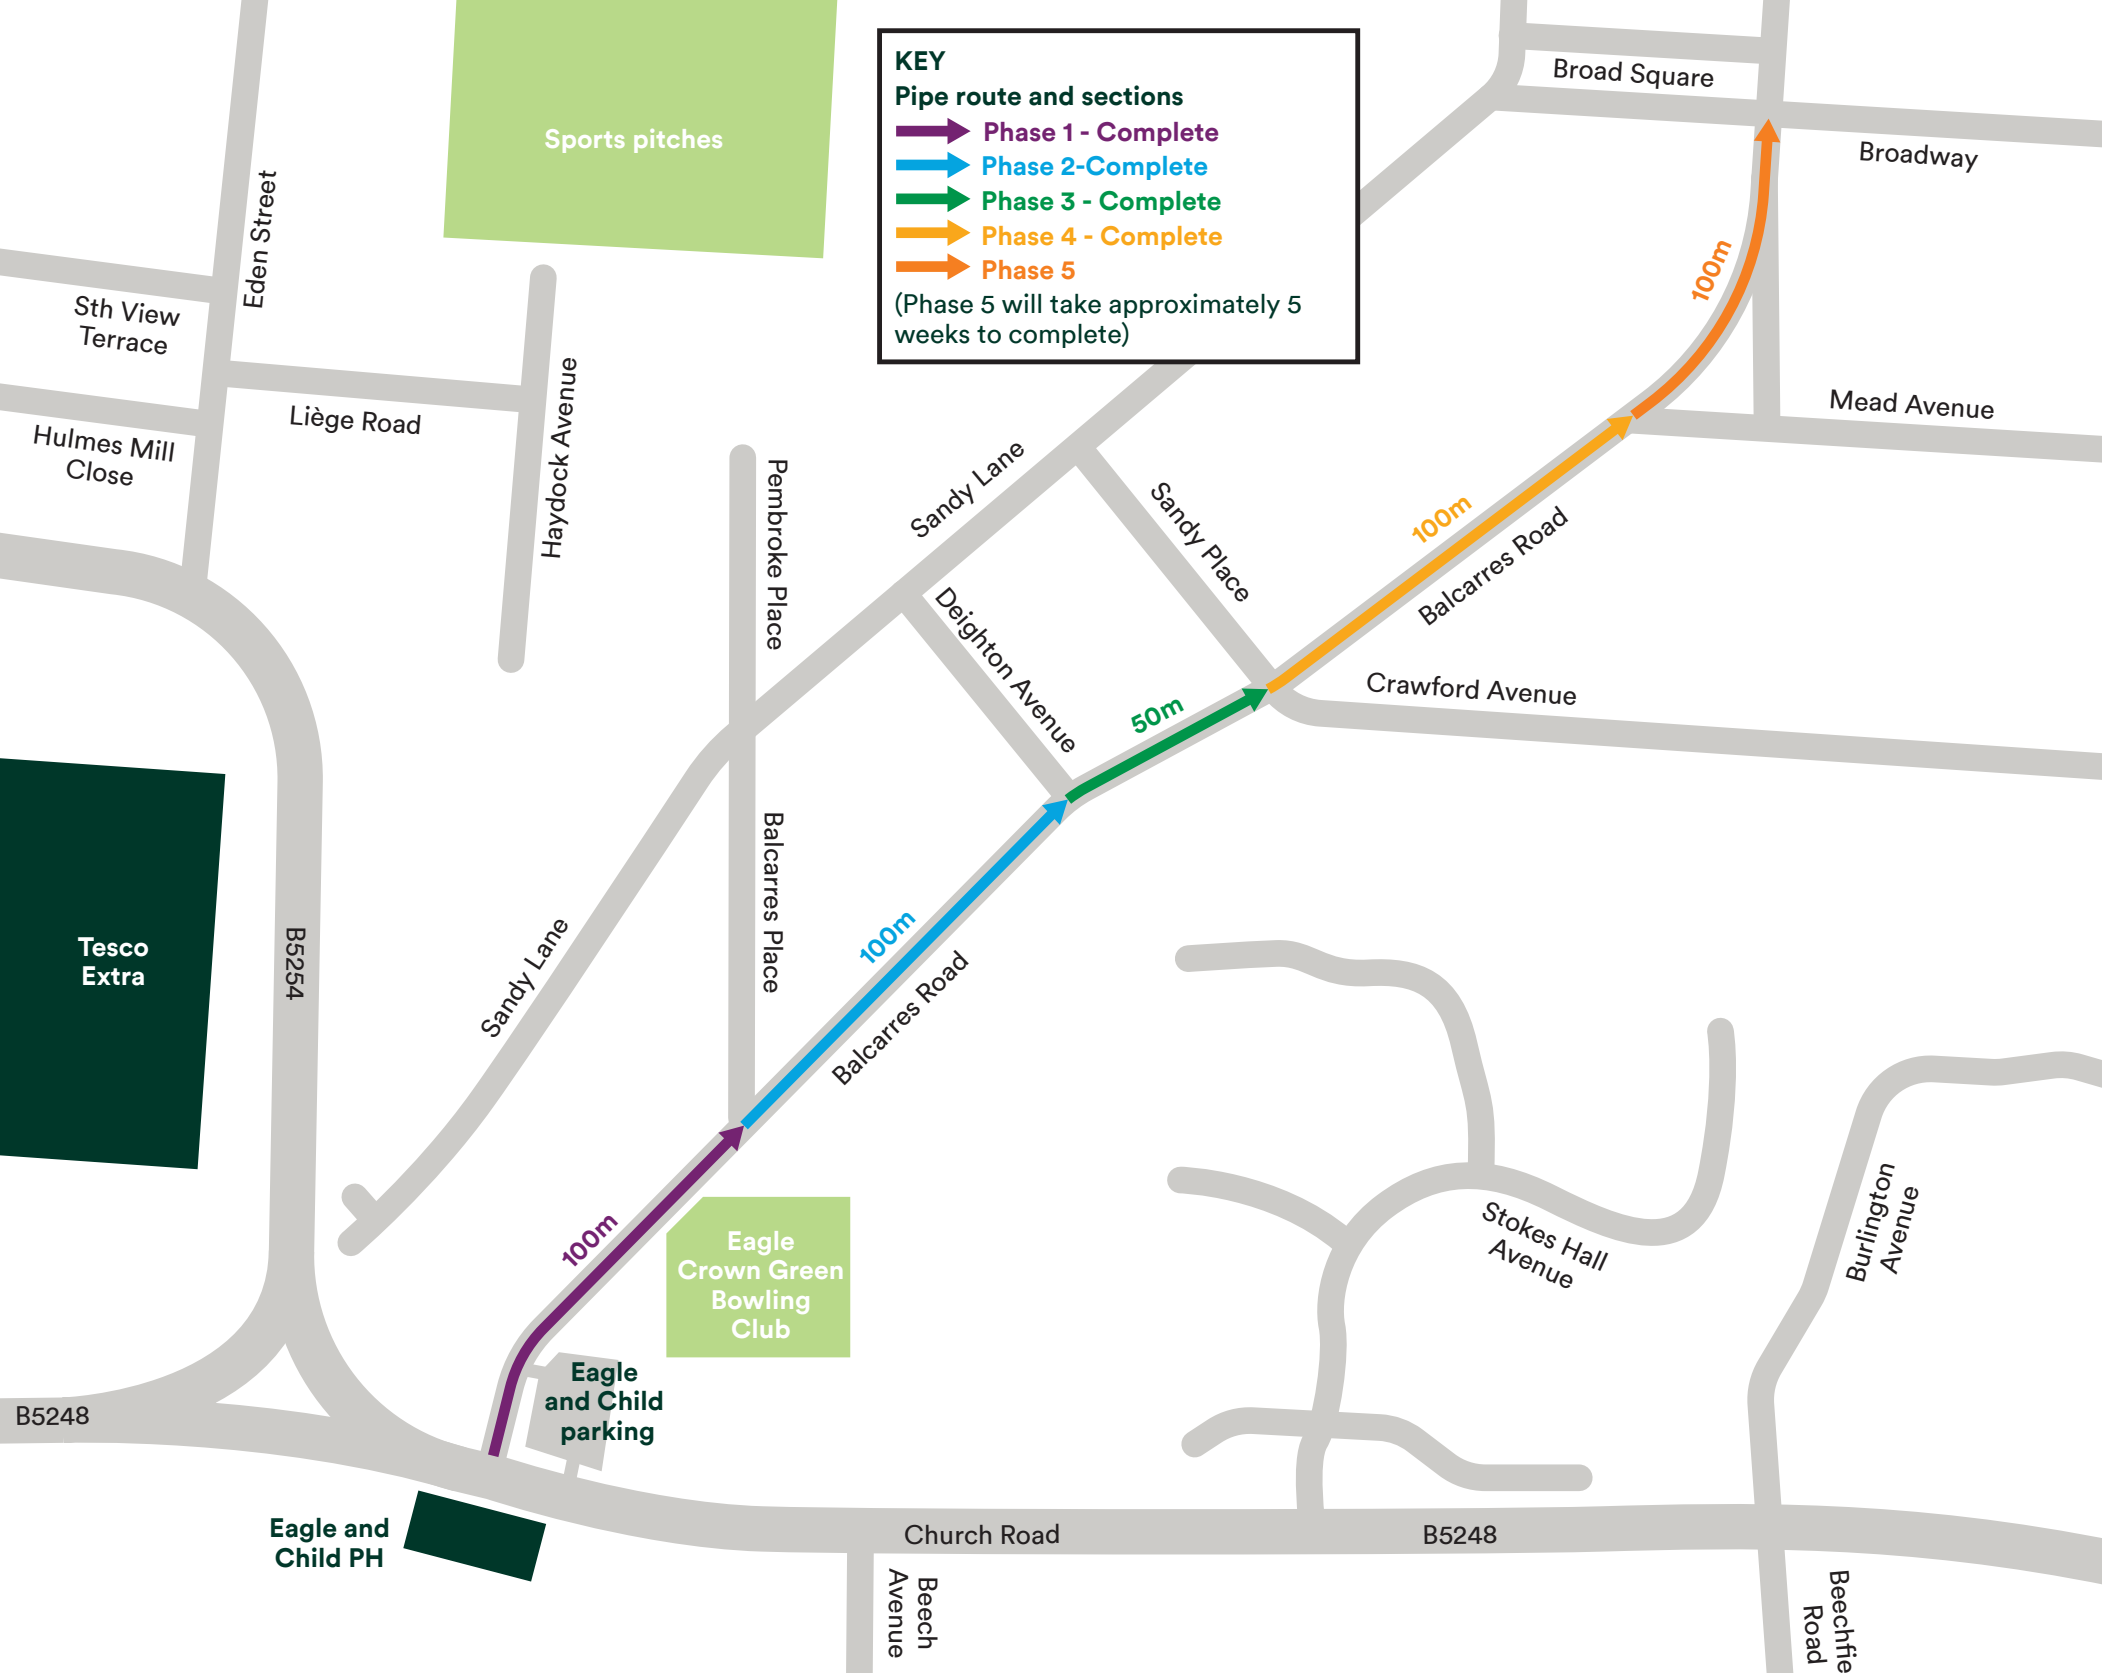 KEY
Pipe route and sections
Phase 1 - Complete
Phase 2-Complete
Phase 3 - Complete
Phase 4 - Complete
Phase 5
(Phase 5 will take approximately 5
weeks to complete)
Broad Square
Broadway
Sports pitches
Eden Street
Sth View
Terrace
100m
Liège Road
Haydock Avenue
Mead Avenue
Hulmes Mill
Close
Pembroke Place
Sandy Lane
Sandy Place
100m
Balcarres Road
Deighton Avenue
50m
Crawford Avenue
Tesco
Extra
B5254
Sandy Lane
Balcarres Place
100m
Balcarres Road
100m
Eagle
Crown Green
Bowling
Club
Stokes Hall
Avenue
Burlington
Avenue
Eagle
and Child
parking
B5248
Eagle and
Child PH
Church Road
B5248
Beech
Avenue
Beechfie
Road